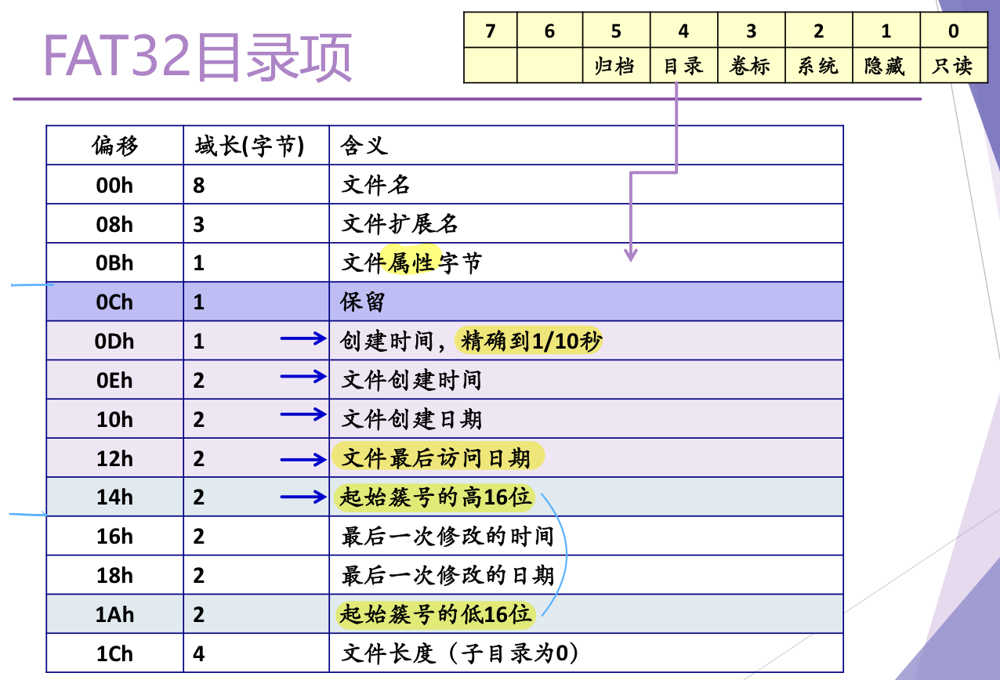 FAT32目录项
7 6 5 4 3 2 1 0
归档 目录 卷标 系统 隐藏 只读
偏移 域长(字节) 含义
00h 8 文件名
08h 3 文件扩展名
0Bh 1 文件属性字节
0Ch 1 保留
0Dh 1 创建时间，精确到1/10秒
0Eh 2 文件创建时间
10h 2 文件创建日期
12h 2 文件最后访问日期
14h 2 起始簇号的高16位
16h 2 最后一次修改的时间
18h 2 最后一次修改的日期
1Ah 2 起始簇号的低16位
1Ch 4 文件长度（子目录为0）